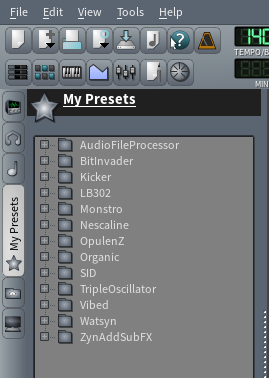 File Edit View Tools Help
140
TEMPO/B
MIN
My Presets
My Presets
AudioFileProcessor
BitInvader
Kicker
LB302
Monstro
Nescaline
OpulenZ
Organic
SID
TripleOscillator
Vibed
Watsyn
ZynAddSubFX